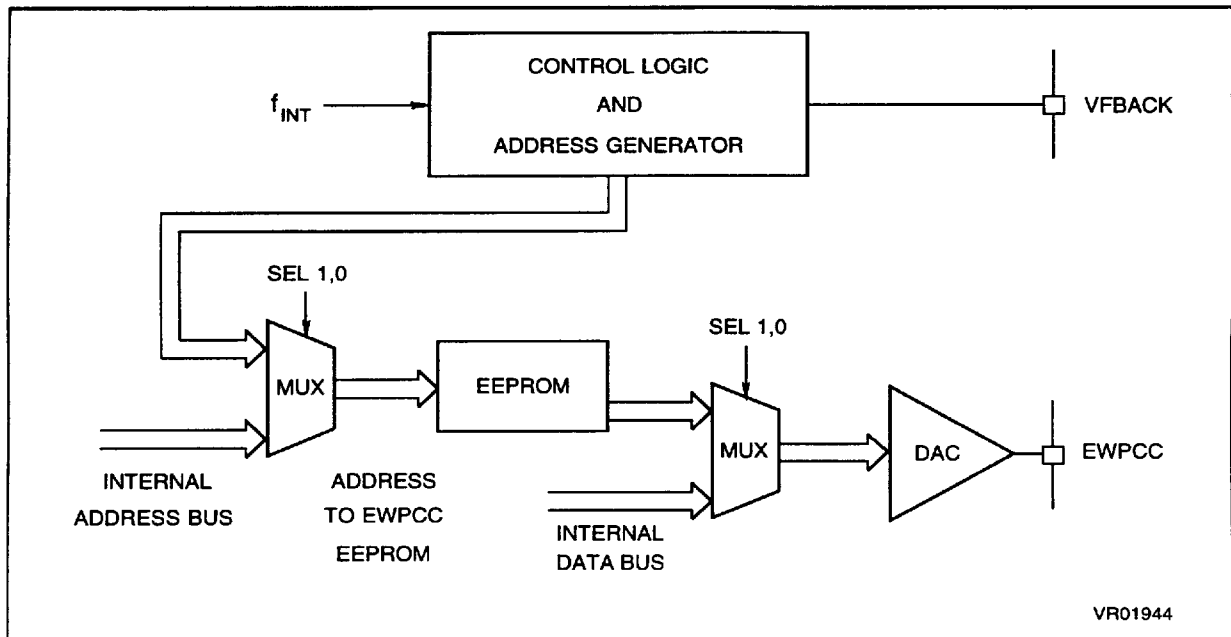 CONTROL LOGIC
AND
ADDRESS GENERATOR
fINT
VFBACK
SEL 1,0
SEL 1,0
MUX
EEPROM
MUX
DAC
EWPCC
INTERNAL
ADDRESS BUS
ADDRESS
TO EWPCC
EEPROM
INTERNAL
DATA BUS
VR01944